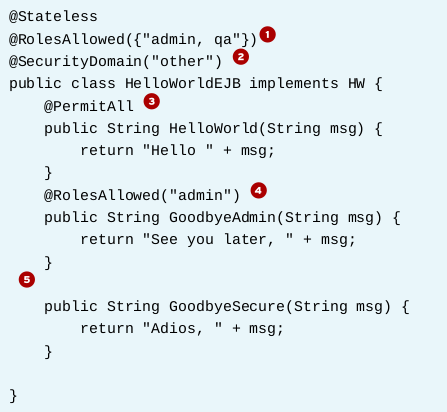 @Stateless
@RolesAllowed({"admin, qa"}) 1
@SecurityDomain("other") 2
public class HelloWorldEJB implements HW {
    @PermitAll 3
    public String HelloWorld(String msg) {
        return "Hello " + msg;
    }
    @RolesAllowed("admin") 4
    public String GoodbyeAdmin(String msg) {
        return "See you later, " + msg;
    }
5
    public String GoodbyeSecure(String msg) {
        return "Adios, " + msg;
    }
}